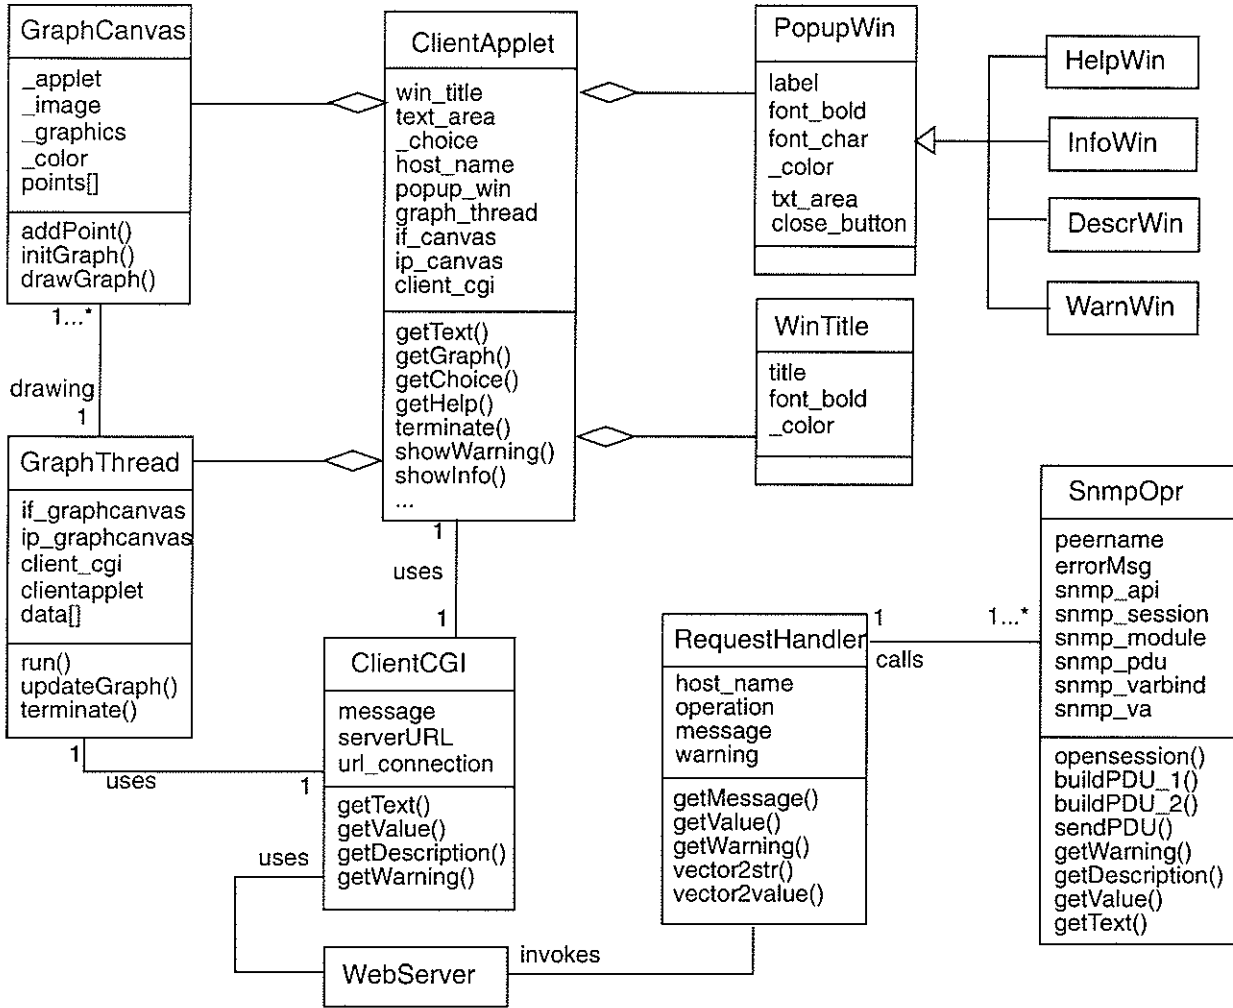 GraphCanvas
_applet
_image
_graphics
_color
points[]
addPoint()
initGraph()
drawGraph()
1...*
drawing
1
GraphThread
if_graphcanvas
ip_graphcanvas
client_cgi
clientapplet
data[]
run()
updateGraph()
terminate()
1
uses
1
ClientApplet
win_title
text_area
_choice
host_name
popup_win
graph_thread
if_canvas
ip_canvas
client_cgi
getText()
getGraph()
getChoice()
getHelp()
terminate()
showWarning()
showInfo()
...
1
uses
1
ClientCGI
message
serverURL
url_connection
getText()
getValue()
getDescription()
getWarning()
uses
WebServer
invokes
PopupWin
label
font_bold
font_char
_color
txt_area
close_button
HelpWin
InfoWin
DescrWin
WarnWin
WinTitle
title
font_bold
_color
RequestHandler
host_name
operation
message
warning
getMessage()
getValue()
getWarning()
vector2str()
vector2value()
1
calls
1...*
SnmpOpr
peername
errorMsg
snmp_api
snmp_session
snmp_module
snmp_pdu
snmp_varbind
snmp_va
opensession()
buildPDU_1()
buildPDU_2()
sendPDU()
getWarning()
getDescription()
getValue()
getText()